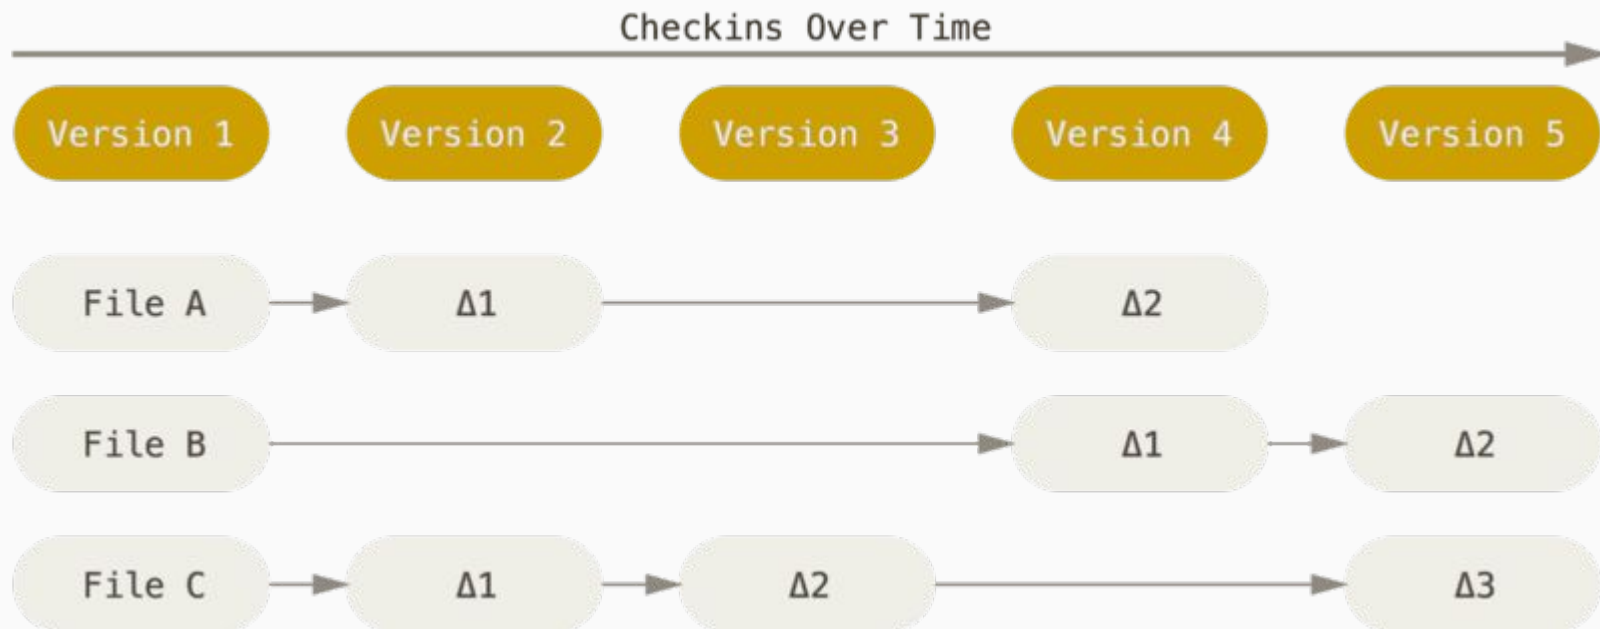 Checkins Over Time
Version 1 Version 2 Version 3 Version 4 Version 5
File A Δ1 Δ2
File B Δ1 Δ2
File C Δ1 Δ2 Δ3